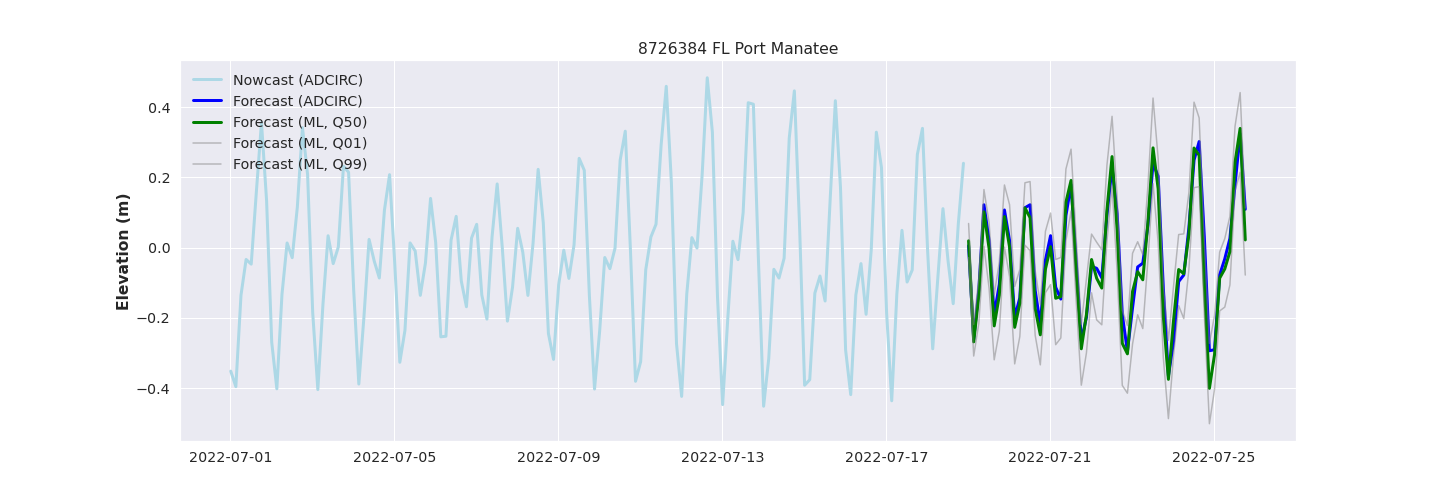 8726384 FL Port Manatee
Nowcast (ADCIRC)
Forecast (ADCIRC)
Forecast (ML, Q50)
Forecast (ML, Q01)
Forecast (ML, Q99)
Elevation (m)
0.4
0.2
0.0
−0.2
−0.4
2022-07-01
2022-07-05
2022-07-09
2022-07-13
2022-07-17
2022-07-21
2022-07-25